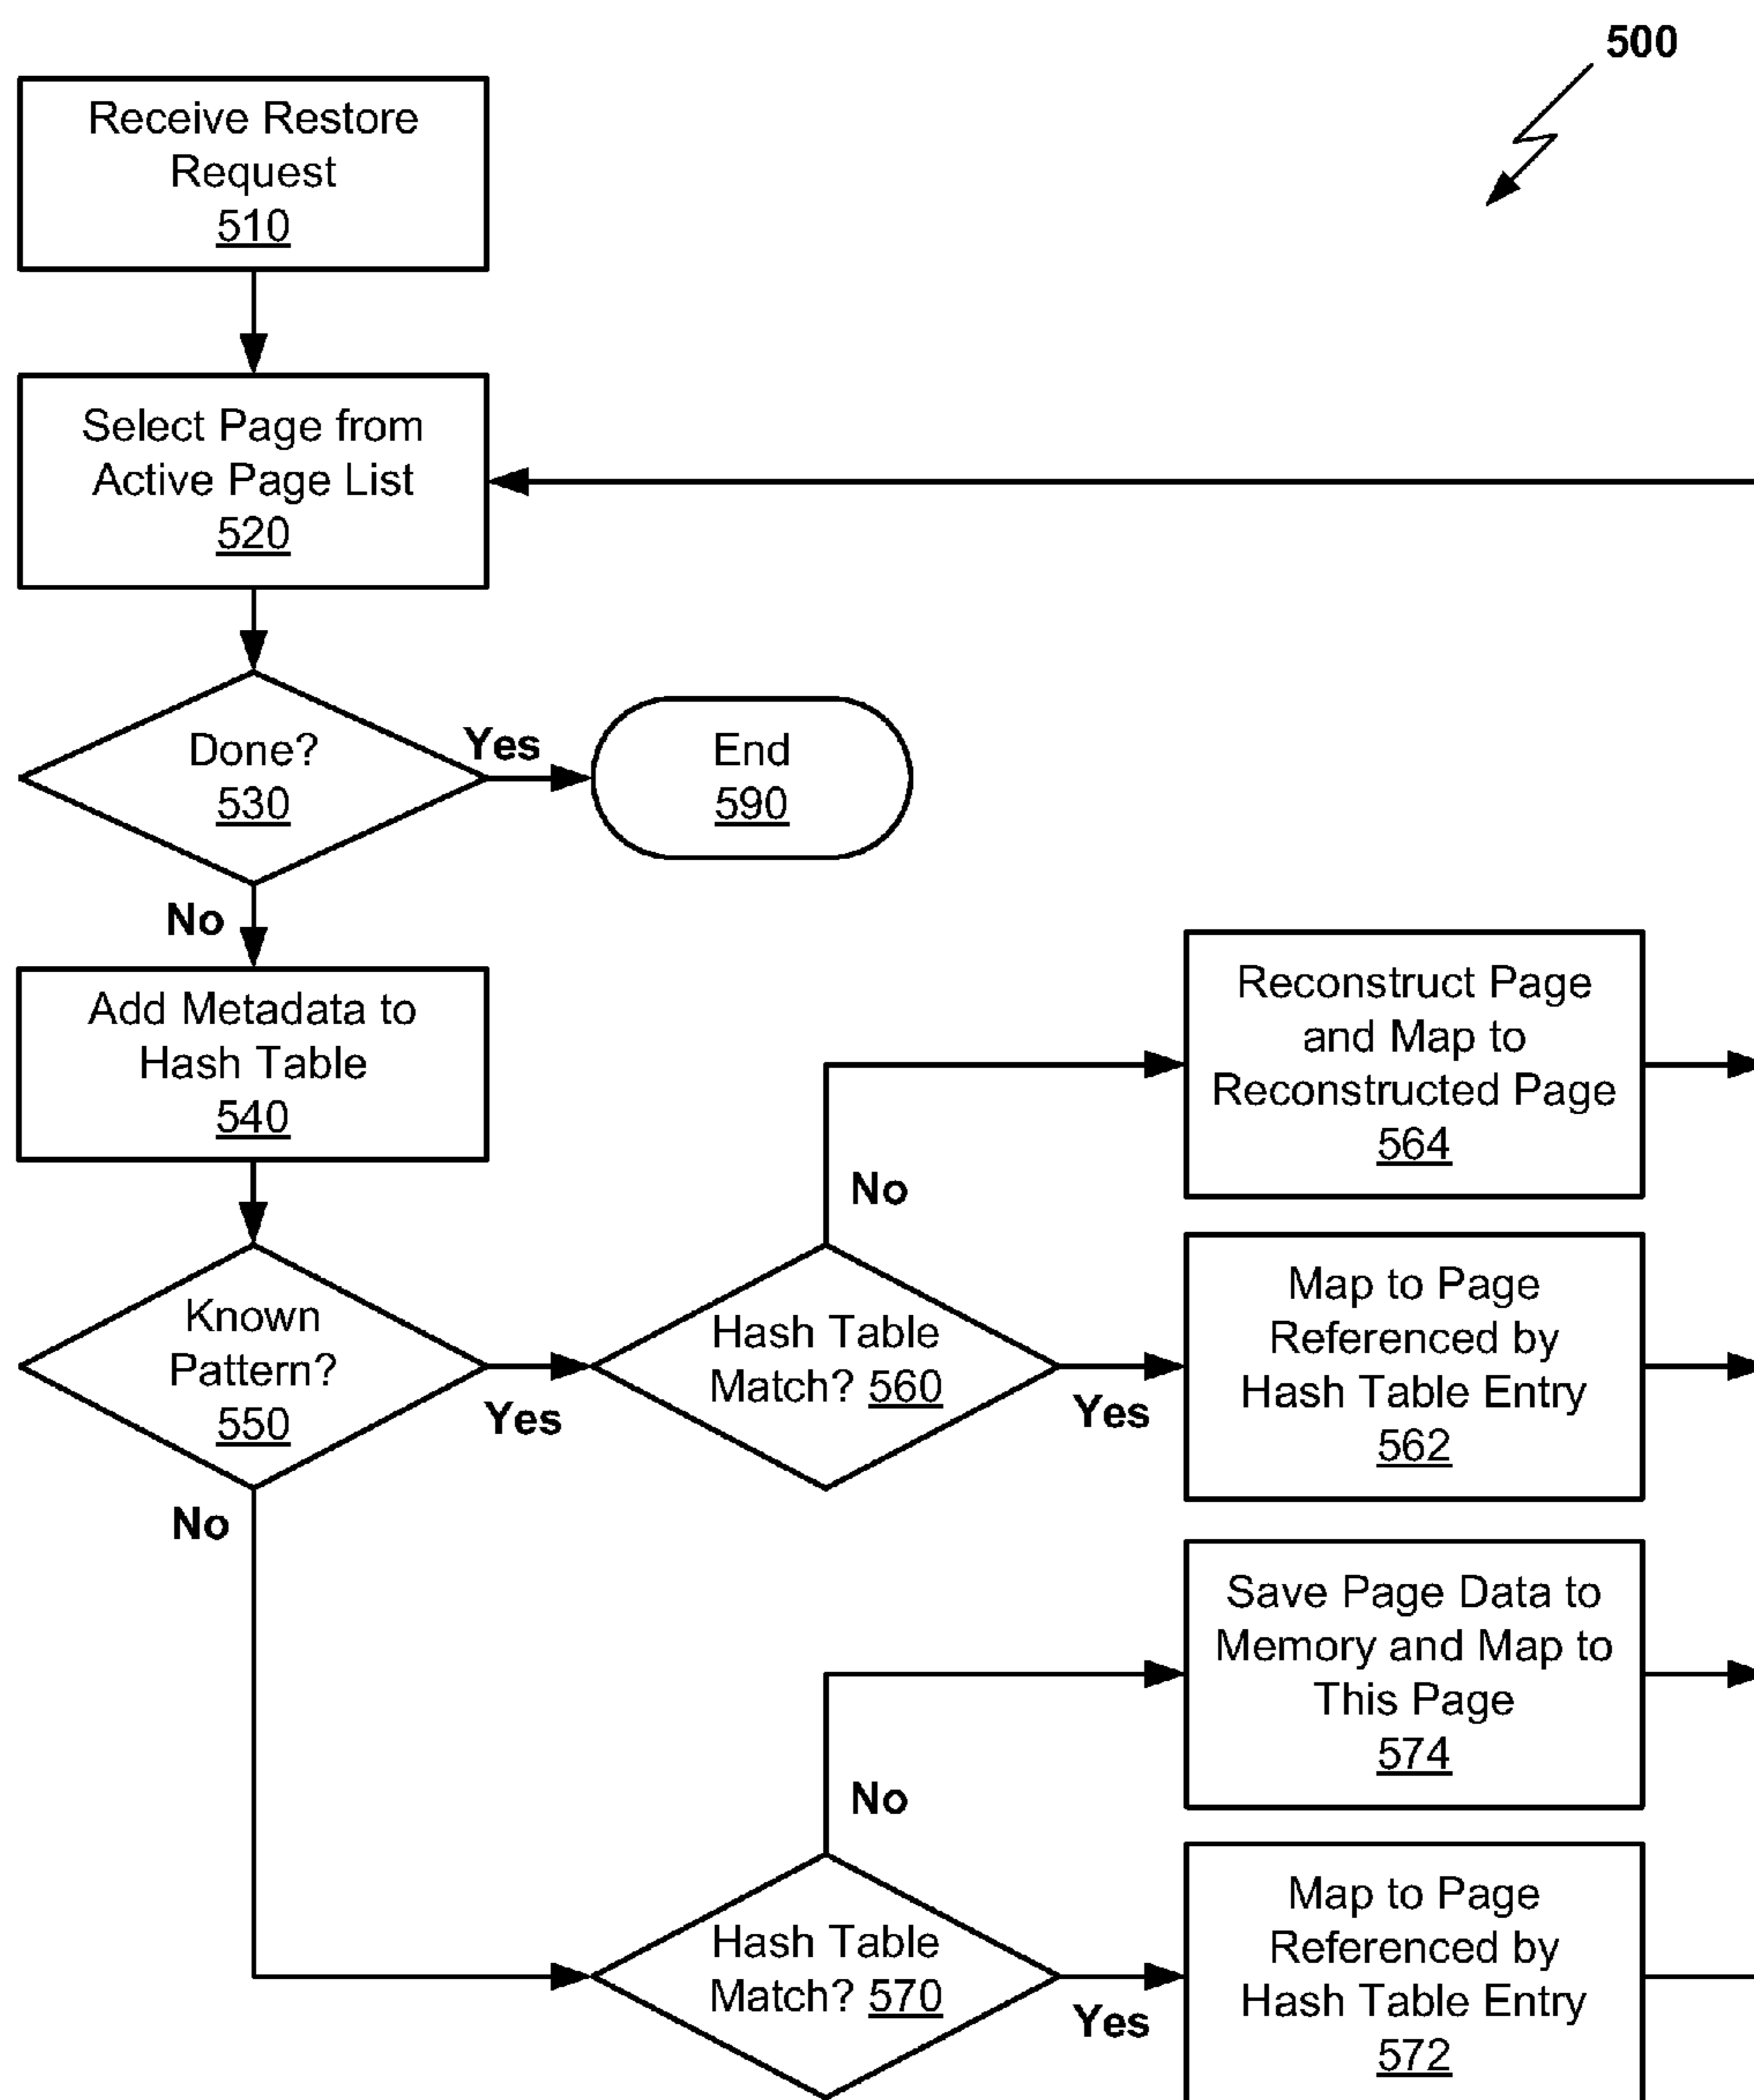 500
Receive Restore
Request
510
Select Page from
Active Page List
520
Done?
530
Yes
End
590
No
Add Metadata to
Hash Table
540
Reconstruct Page
and Map to
Reconstructed Page
564
No
Known
Pattern?
550
Yes
Hash Table
Match? 560
Yes
Map to Page
Referenced by
Hash Table Entry
562
No
Save Page Data to
Memory and Map to
This Page
574
No
Hash Table
Match? 570
Yes
Map to Page
Referenced by
Hash Table Entry
572